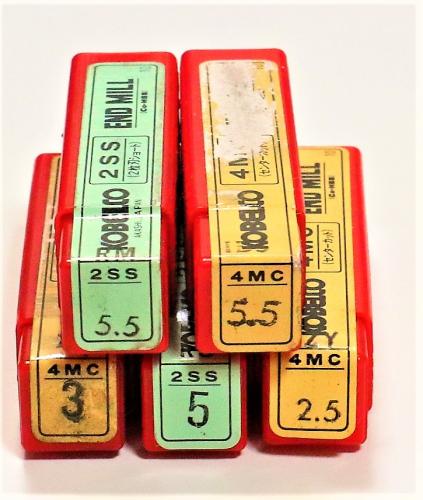 2SS
(2枚刃ショート)
END MILL
(Co-HSS)
KOBELCO
AKASHI JAPAN
2SS
5.5
(センターカット)
KOBELCO
4MC
5.5
4MC
3
2SS
5
4MC
(センターカット)
END MILL
(Co-HSS)
KOBELCO
4MC
2.5